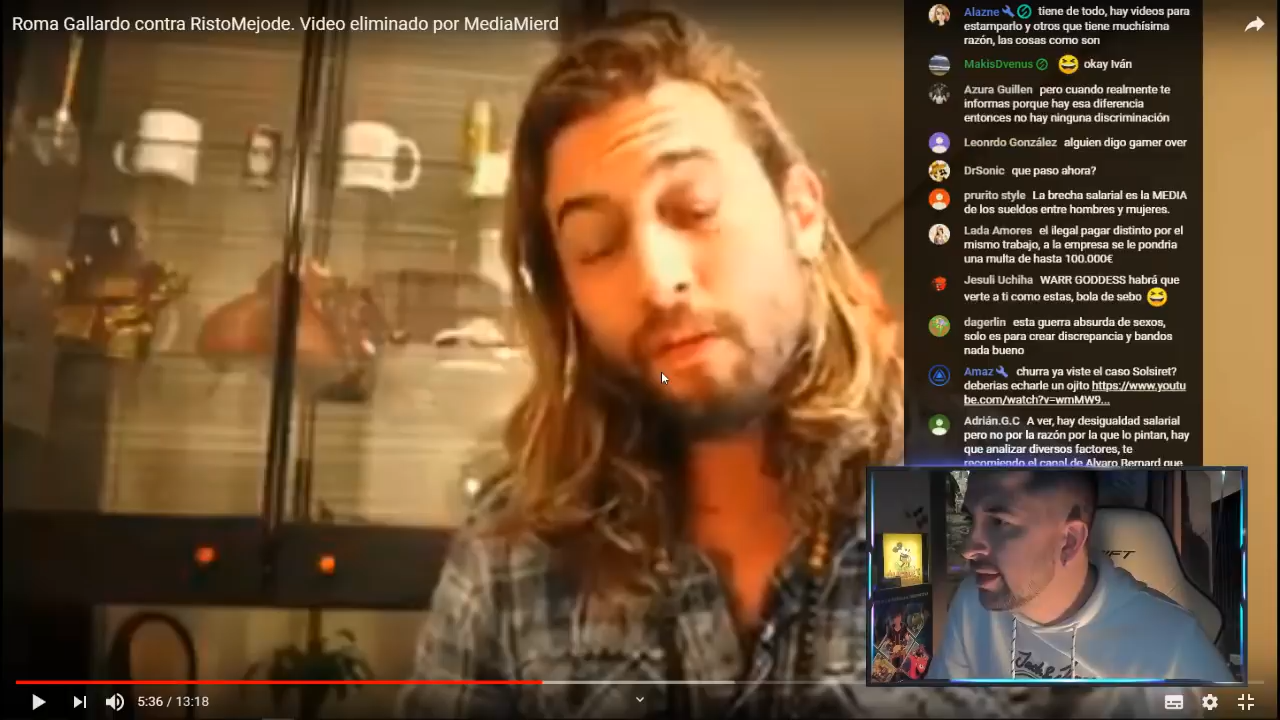 Roma Gallardo contra RistoMejode. Video eliminado por MediaMierd
Alazne tiene de todo, hay videos para
estamparlo y otros que tiene muchísima
razón, las cosas como son
MakisDvenus okay Iván
Azura Guillen pero cuando realmente te
informas porque hay esa diferencia
entonces no hay ninguna discriminación
Leonrdo González alguien digo gamer over
DrSonic que paso ahora?
prurito style La brecha salarial es la MEDIA
de los sueldos entre hombres y mujeres.
Lada Amores el ilegal pagar distinto por el
mismo trabajo, a la empresa se le pondria
una multa de hasta 100.000€
Jesuli Uchiha WARR GODDESS habrá que
verte a ti como estas, bola de sebo
dagerlin esta guerra absurda de sexos,
solo es para crear discrepancia y bandos
nada bueno
Amaz churra ya viste el caso Solsiret?
deberias echarle un ojito https://www.youtu
be.com/watch?v=wmMW9...
Adrián.G.C A ver, hay desigualdad salarial
pero no por la razón por la que lo pintan, hay
que analizar diversos factores, te
recomiendo el canal de Alvaro Bernard que
5:36 / 13:18